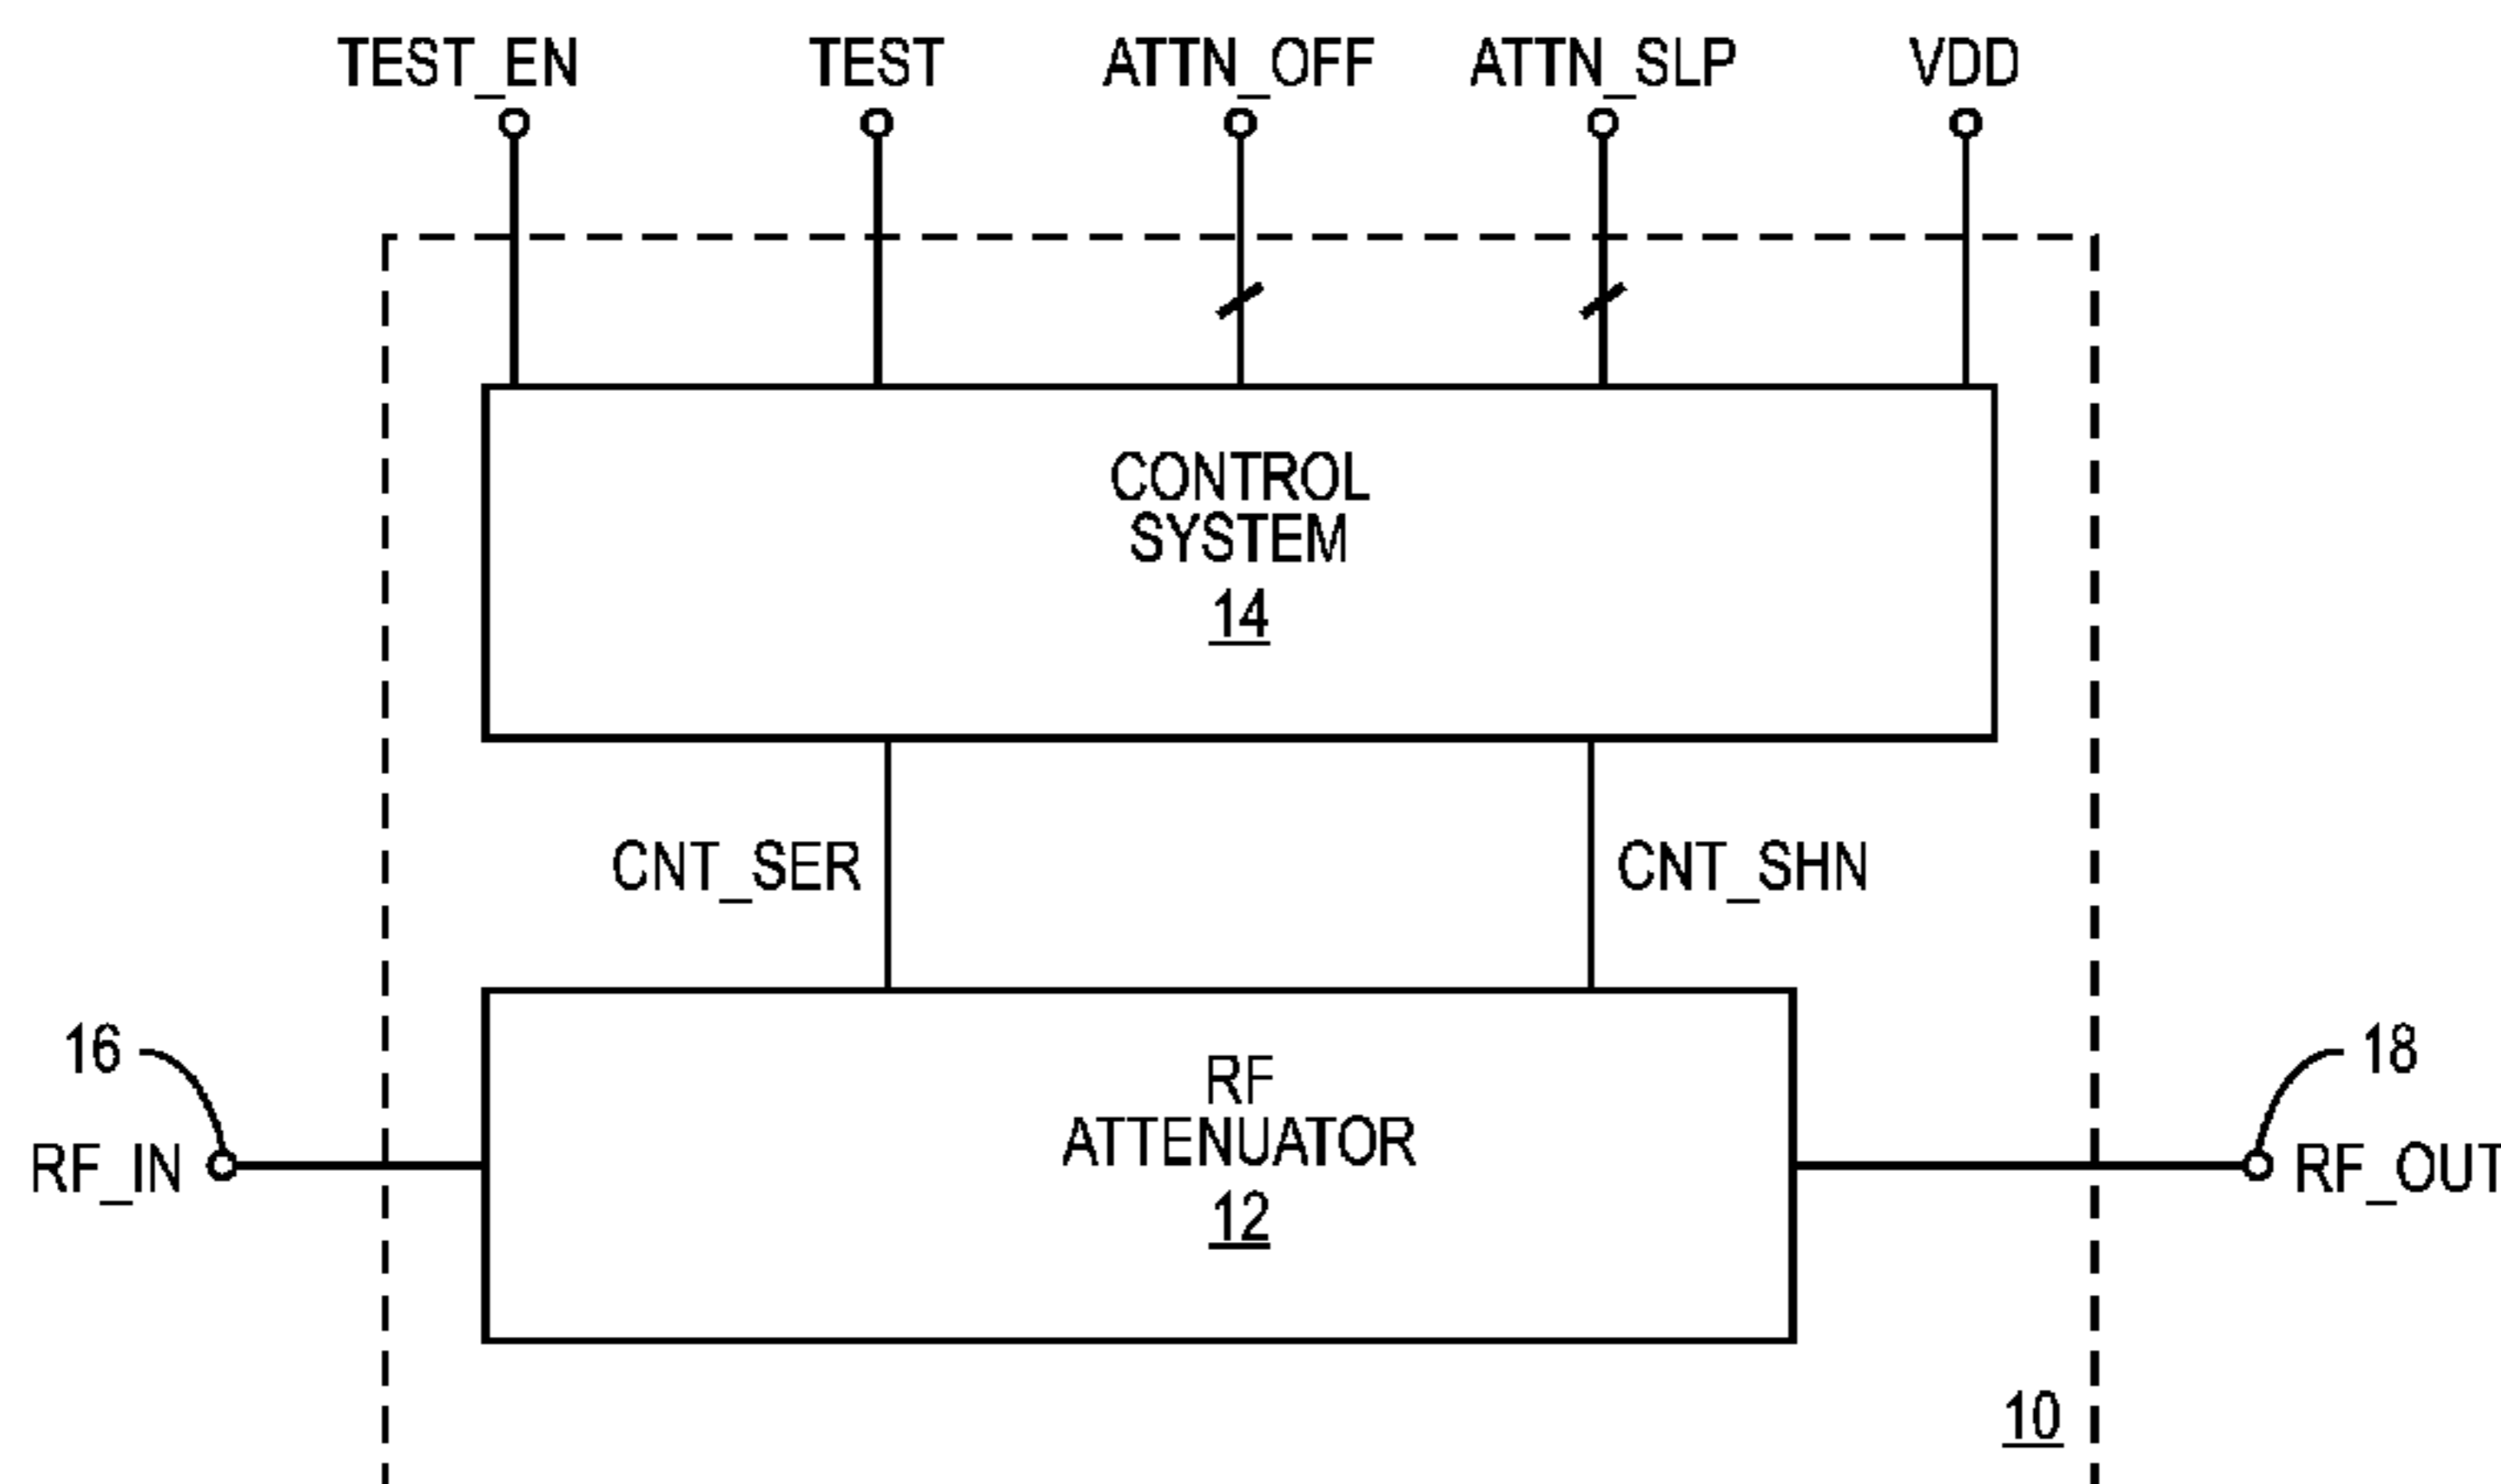 TEST_EN
TEST
ATTN_OFF
ATTN_SLP
VDD
CONTROL
SYSTEM
14
CNT_SER
CNT_SHN
16
18
RF
ATTENUATOR
12
RF_IN
RF_OUT
10